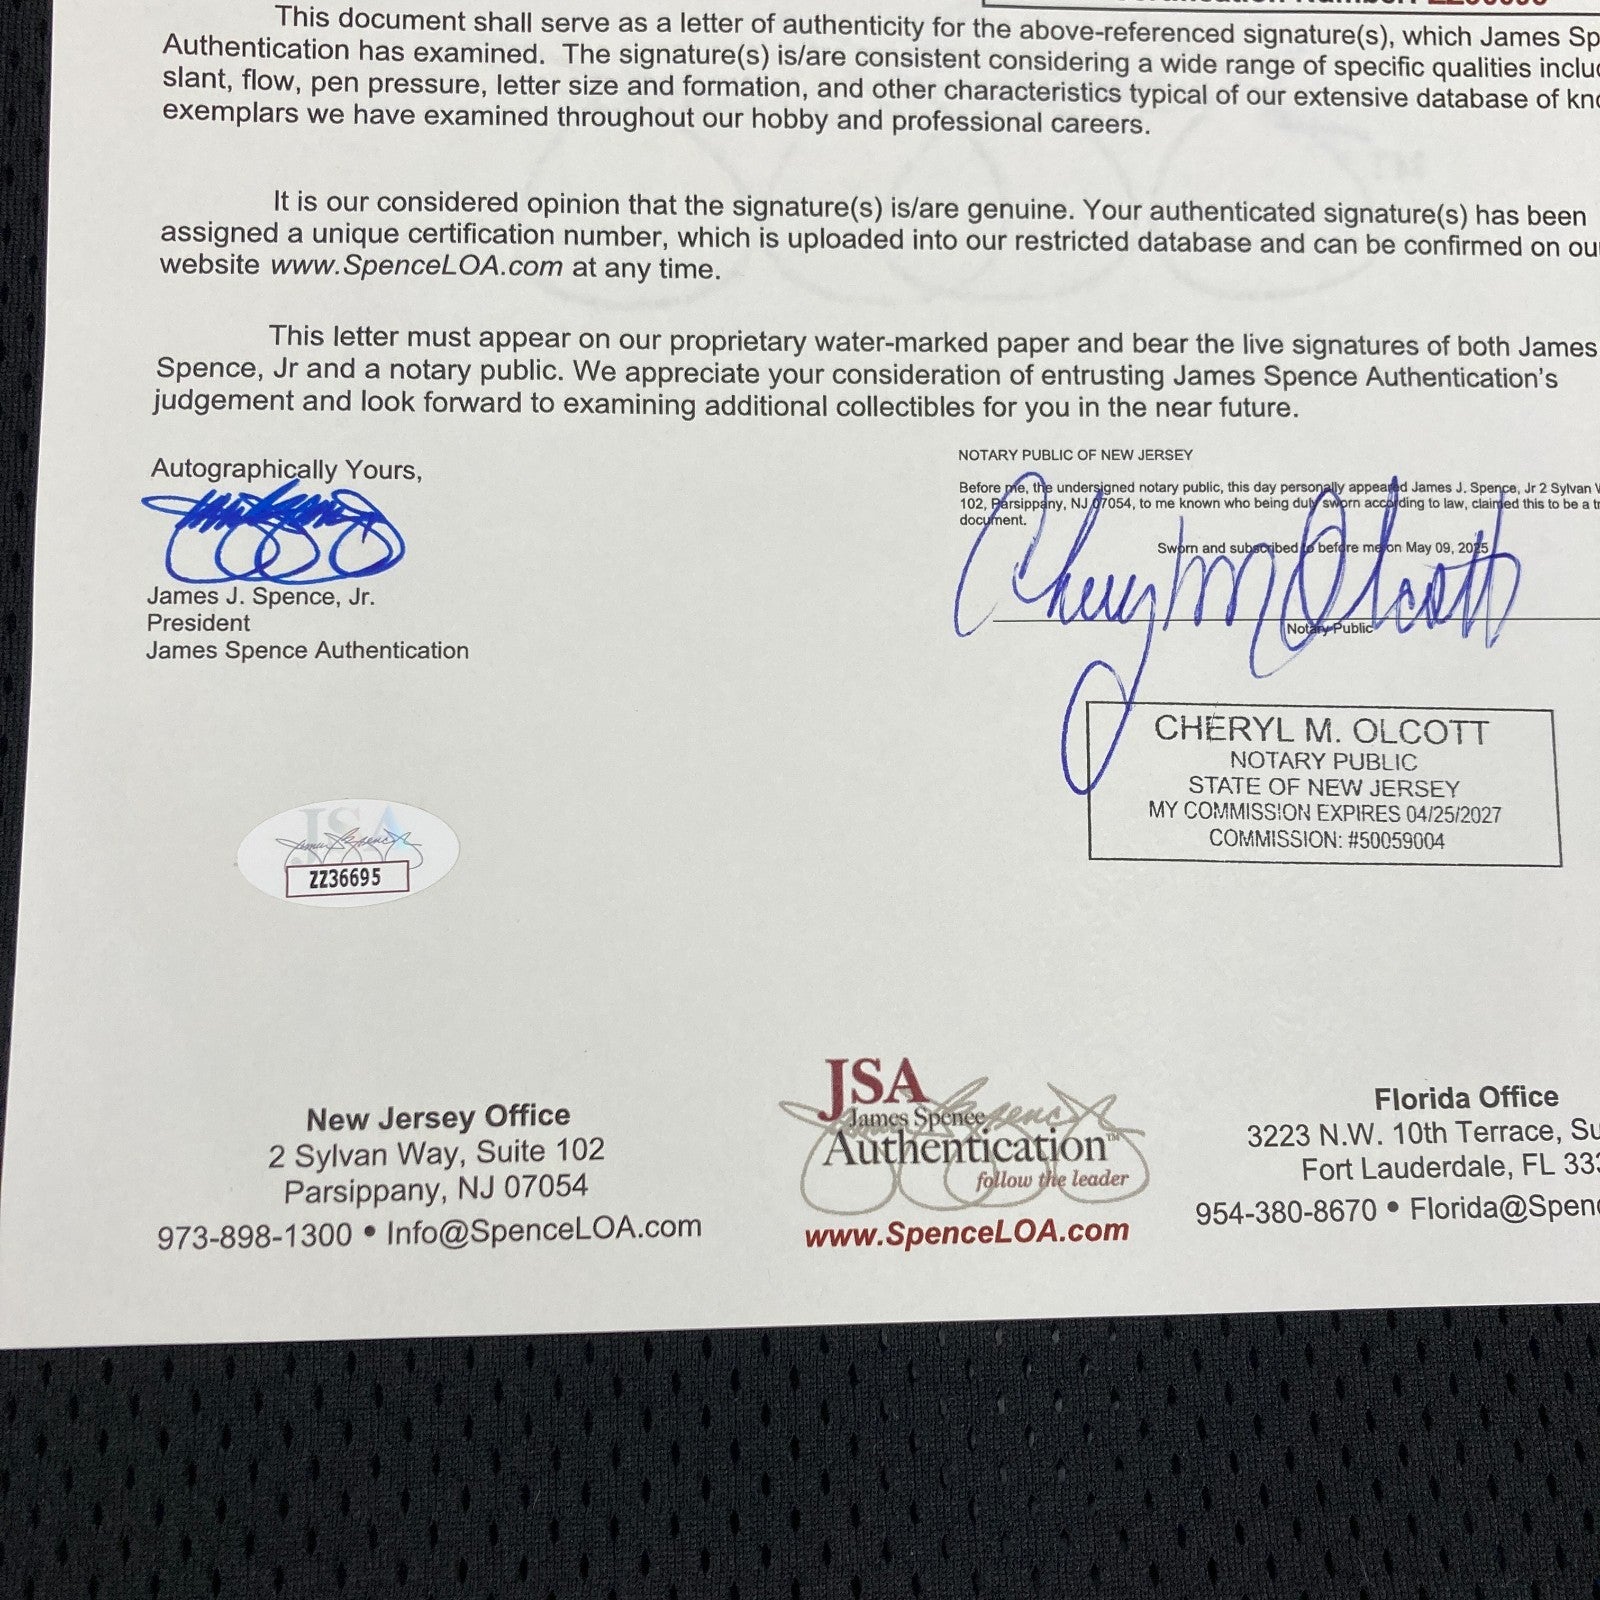 This document shall serve as a letter of authenticity for the above-referenced signature(s), which James Sp
Authentication has examined. The signature(s) is/are consistent considering a wide range of specific qualities inclu
slant, flow, pen pressure, letter size and formation, and other characteristics typical of our extensive database of kno
exemplars we have examined throughout our hobby and professional careers.
It is our considered opinion that the signature(s) is/are genuine. Your authenticated signature(s) has been
assigned a unique certification number, which is uploaded into our restricted database and can be confirmed on ou
website www.SpenceLOA.com at any time.
This letter must appear on our proprietary water-marked paper and bear the live signatures of both James
Spence, Jr and a notary public. We appreciate your consideration of entrusting James Spence Authentication's
judgement and look forward to examining additional collectibles for you in the near future.
Autographically Yours,
James J. Spence, Jr.
President
James Spence Authentication
NOTARY PUBLIC OF NEW JERSEY
Before me, the undersigned notary public, this day personally appeared James J. Spence, Jr 2 Sylvan W
102, Parsippany, NJ 07054, to me known who being duly sworn according to law, claimed this to be a tr
document.
Sworn and subscribed to before me on May 09, 2025
Cheryl M Olcott
Notary Public
CHERYL M. OLCOTT
NOTARY PUBLIC
STATE OF NEW JERSEY
MY COMMISSION EXPIRES 04/25/2027
COMMISSION: #50059004
JSA
ZZ36695
New Jersey Office
2 Sylvan Way, Suite 102
Parsippany, NJ 07054
973-898-1300 • Info@SpenceLOA.com
JSA
James Spence
Authentication™
follow the leader
www.SpenceLOA.com
Florida Office
3223 N.W. 10th Terrace, Su
Fort Lauderdale, FL 333
954-380-8670 • Florida@Spenc